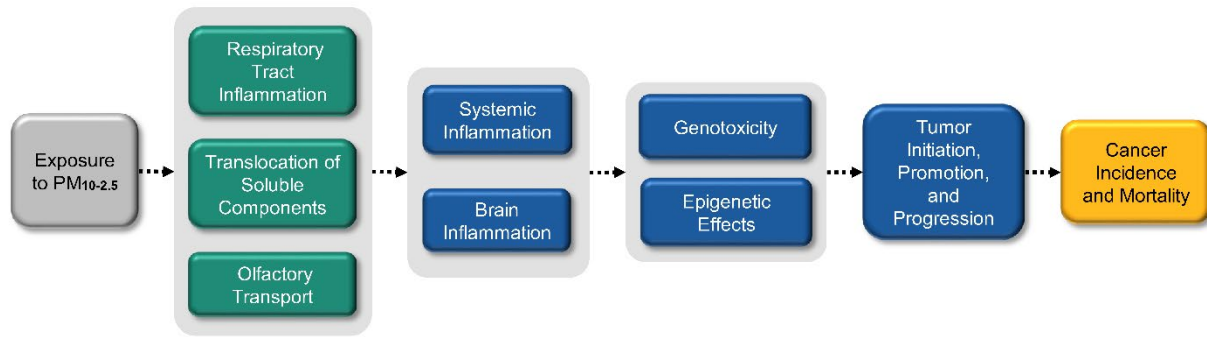 Exposure
to PM10-2.5
Respiratory
Tract
Inflammation
Translocation of
Soluble
Components
Olfactory
Transport
Systemic
Inflammation
Brain
Inflammation
Genotoxicity
Epigenetic
Effects
Tumor
Initiation,
Promotion,
and
Progression
Cancer
Incidence
and Mortality